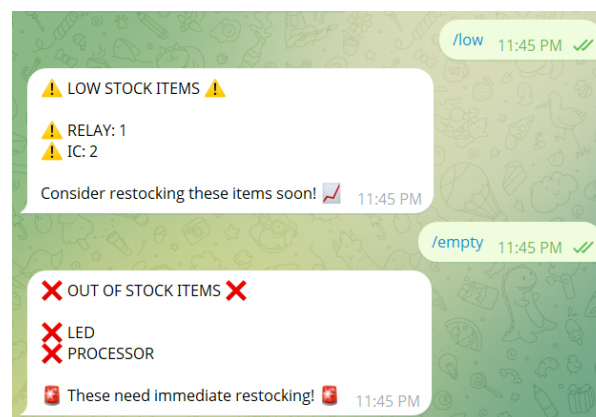 /low 11:45 PM
⚠️ LOW STOCK ITEMS ⚠️
⚠️ RELAY: 1
⚠️ IC: 2
Consider restocking these items soon! 📈 11:45 PM
/empty 11:45 PM
❌ OUT OF STOCK ITEMS ❌
❌ LED
❌ PROCESSOR
🚨 These need immediate restocking! 🚨 11:45 PM